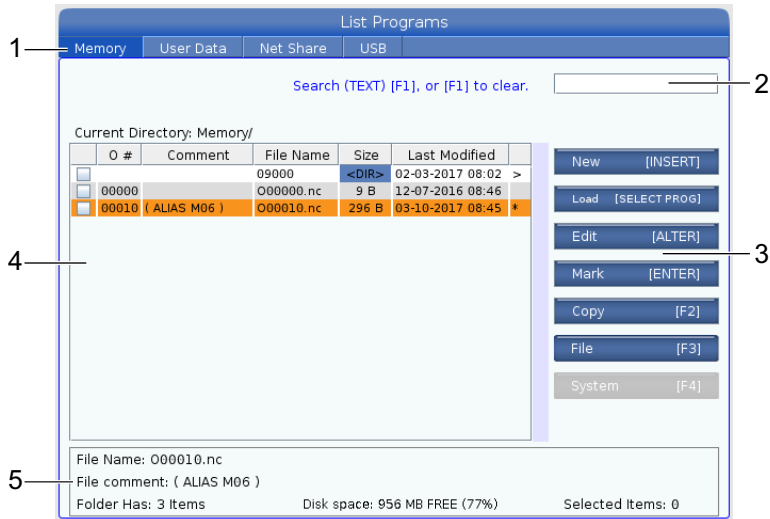 List Programs
1 Memory User Data Net Share USB
Search (TEXT) [F1], or [F1] to clear. 2
Current Directory: Memory/
O # Comment File Name Size Last Modified
09000 <DIR> 02-03-2017 08:02 >
00000 O00000.nc 9 B 12-07-2016 08:46
00010 ( ALIAS M06 ) O00010.nc 296 B 03-10-2017 08:45 *
New [INSERT]
Load [SELECT PROG]
Edit [ALTER]
3
Mark [ENTER]
Copy [F2]
File [F3]
System [F4]
4
File Name: O00010.nc
5 File comment: ( ALIAS M06 )
Folder Has: 3 Items Disk space: 956 MB FREE (77%) Selected Items: 0